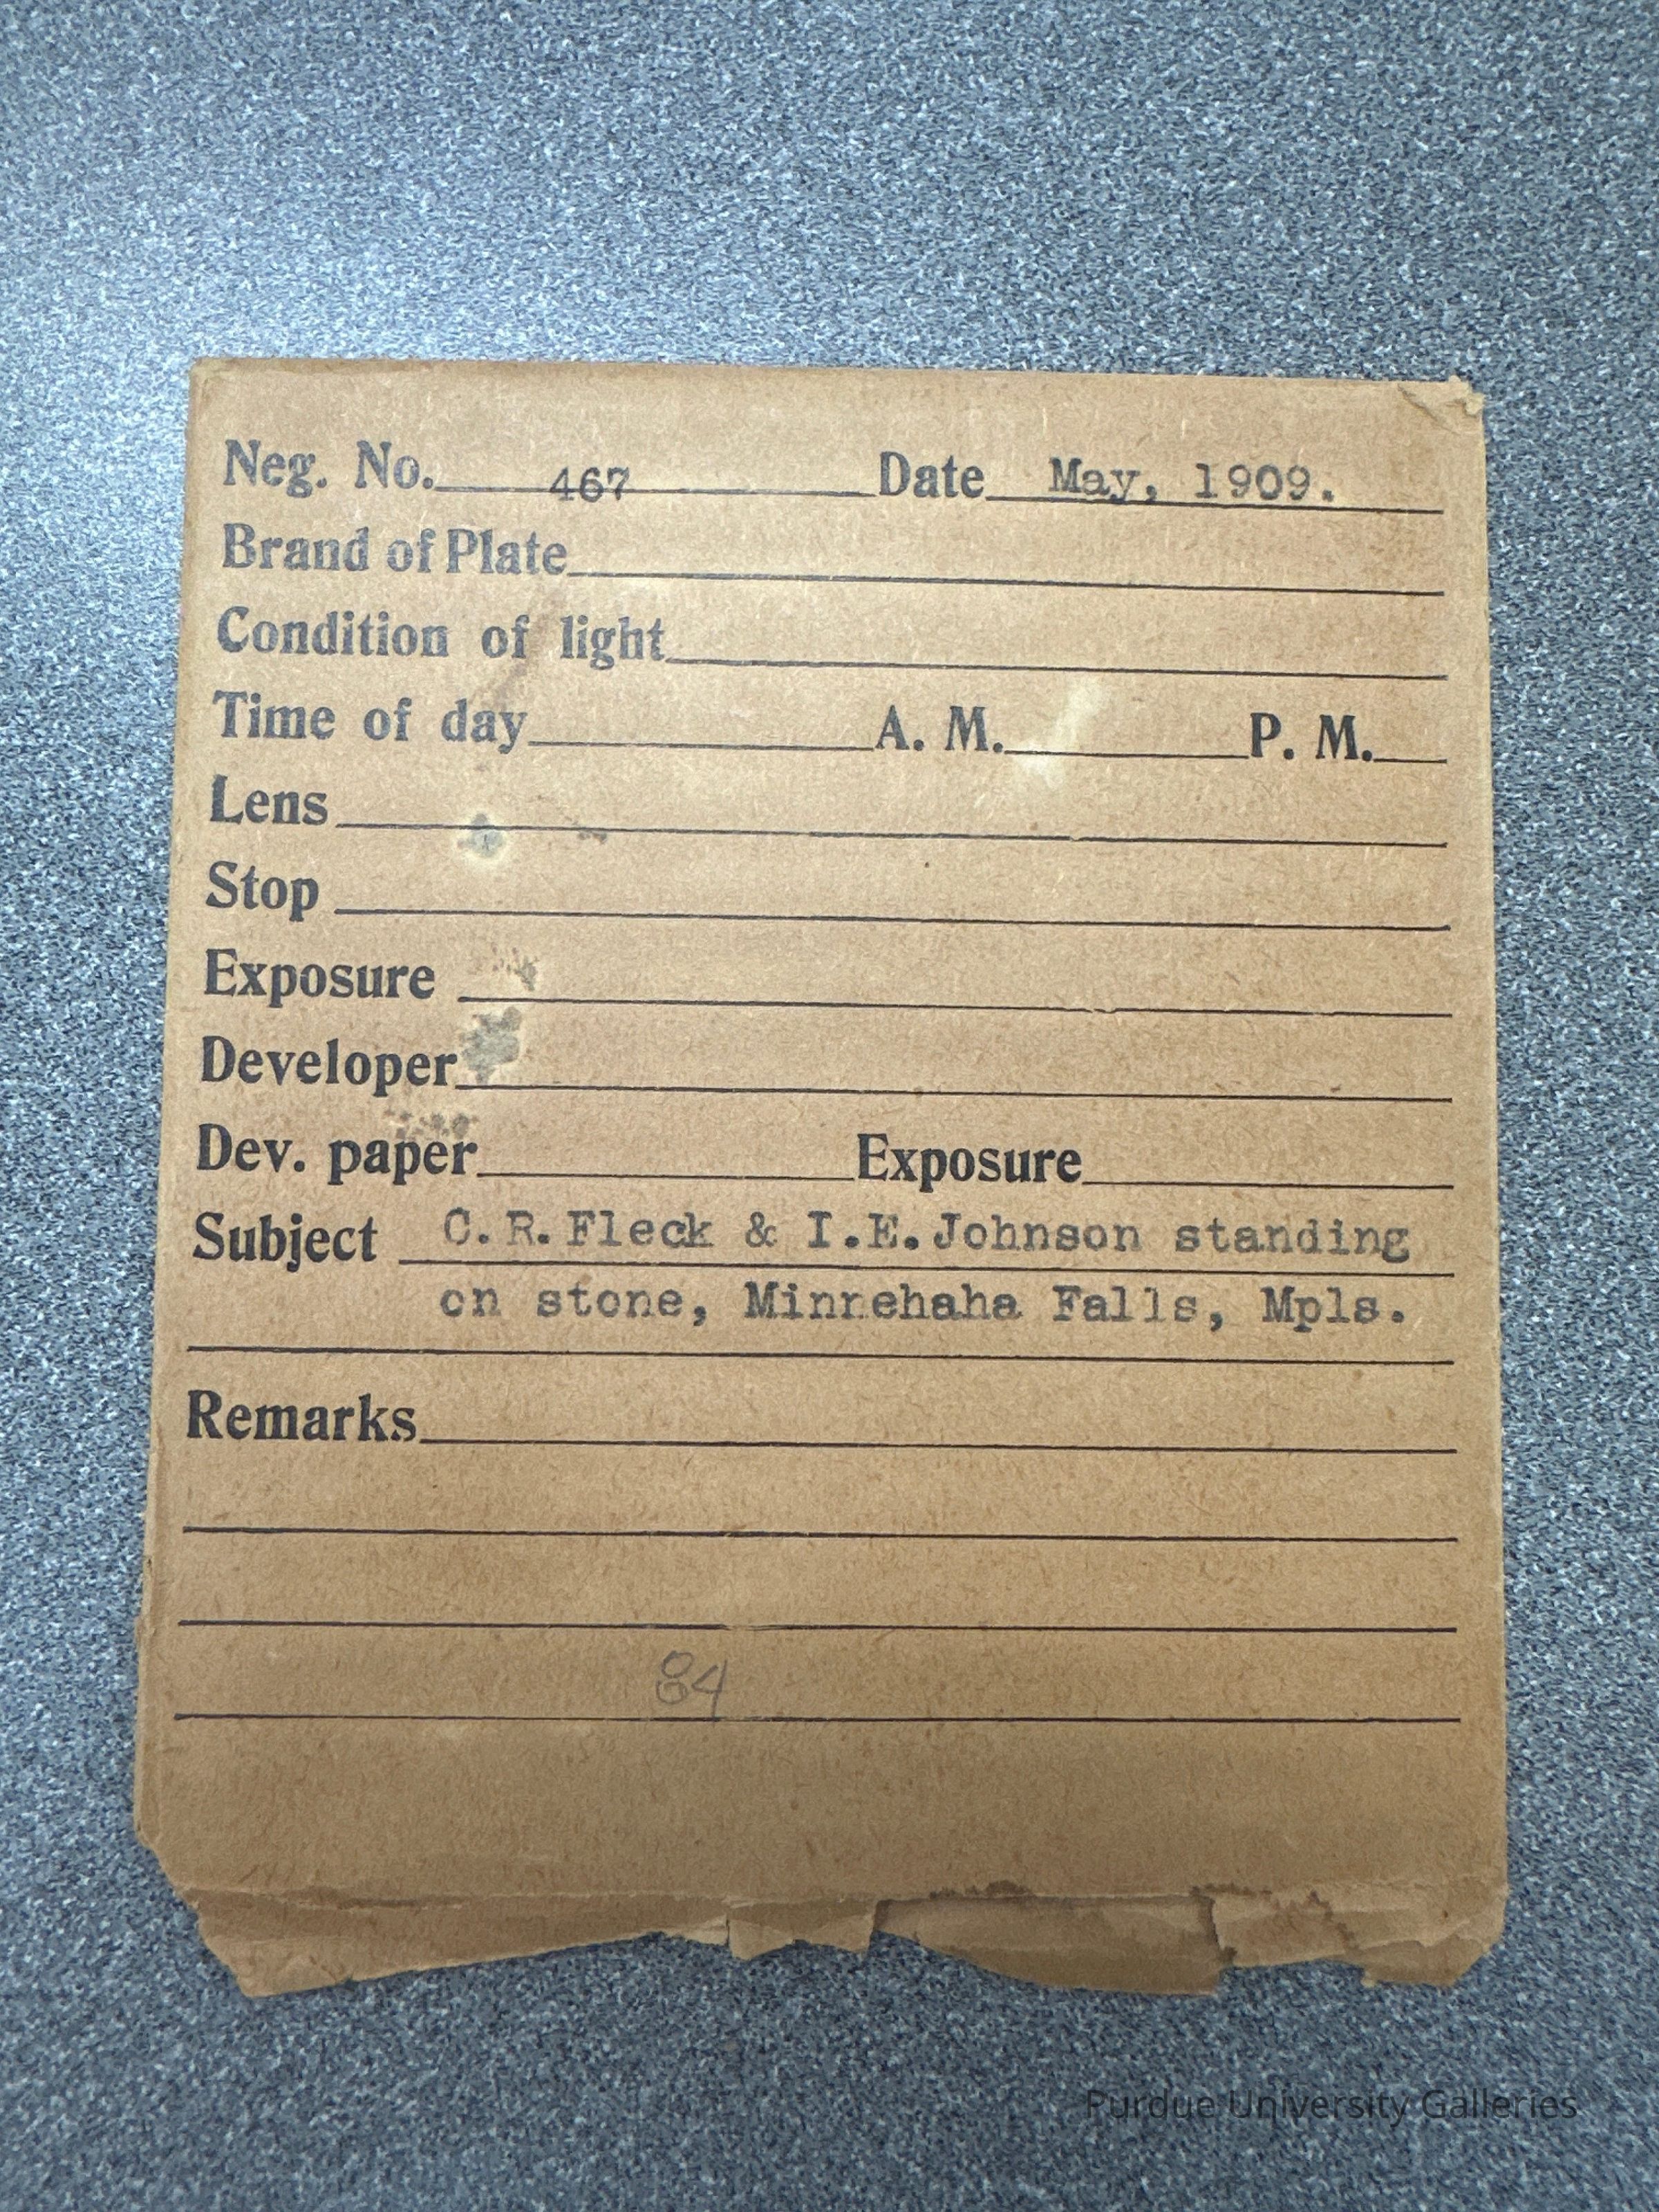 Neg. No. 467 Date May, 1909.
Brand of Plate
Condition of light
Time of day A. M. P. M.
Lens
Stop
Exposure
Developer
Dev. paper Exposure
Subject C.R.Fleck & I.E.Johnson standing
on stone, Minnehaha Falls, Mpls.
Remarks
84
Purdue University Galleries